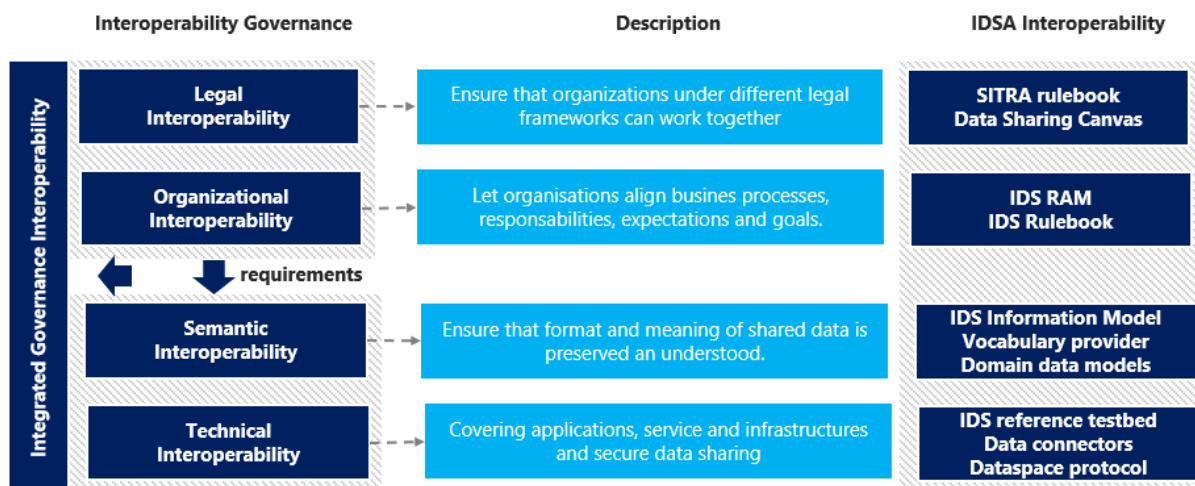 Interoperability Governance
Description
IDSA Interoperability
Integrated Governance Interoperability
Legal
Interoperability
Ensure that organizations under different legal
frameworks can work together
SITRA rulebook
Data Sharing Canvas
Organizational
Interoperability
Let organisations align busines processes,
responsabilities, expectations and goals.
IDS RAM
IDS Rulebook
requirements
Semantic
Interoperability
Ensure that format and meaning of shared data is
preserved an understood.
IDS Information Model
Vocabulary provider
Domain data models
Technical
Interoperability
Covering applications, service and infrastructures
and secure data sharing
IDS reference testbed
Data connectors
Dataspace protocol